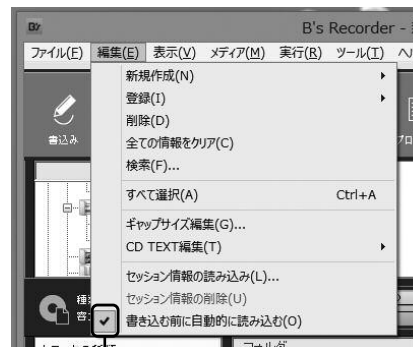 B's Recorder -
ファイル(F) 編集(E) 表示(V) メディア(M) 実行(R) ツール(T)
新規作成(N)
登録(I)
削除(D)
全ての情報をクリア(C)
検索(F)...
すべて選択(A) Ctrl+A
ギャップサイズ編集(G)...
CD TEXT編集(T)
セッション情報の読み込み(L)...
セッション情報の削除(U)
書き込む前に自動的に読み込む(O)
書込み
フォルダ